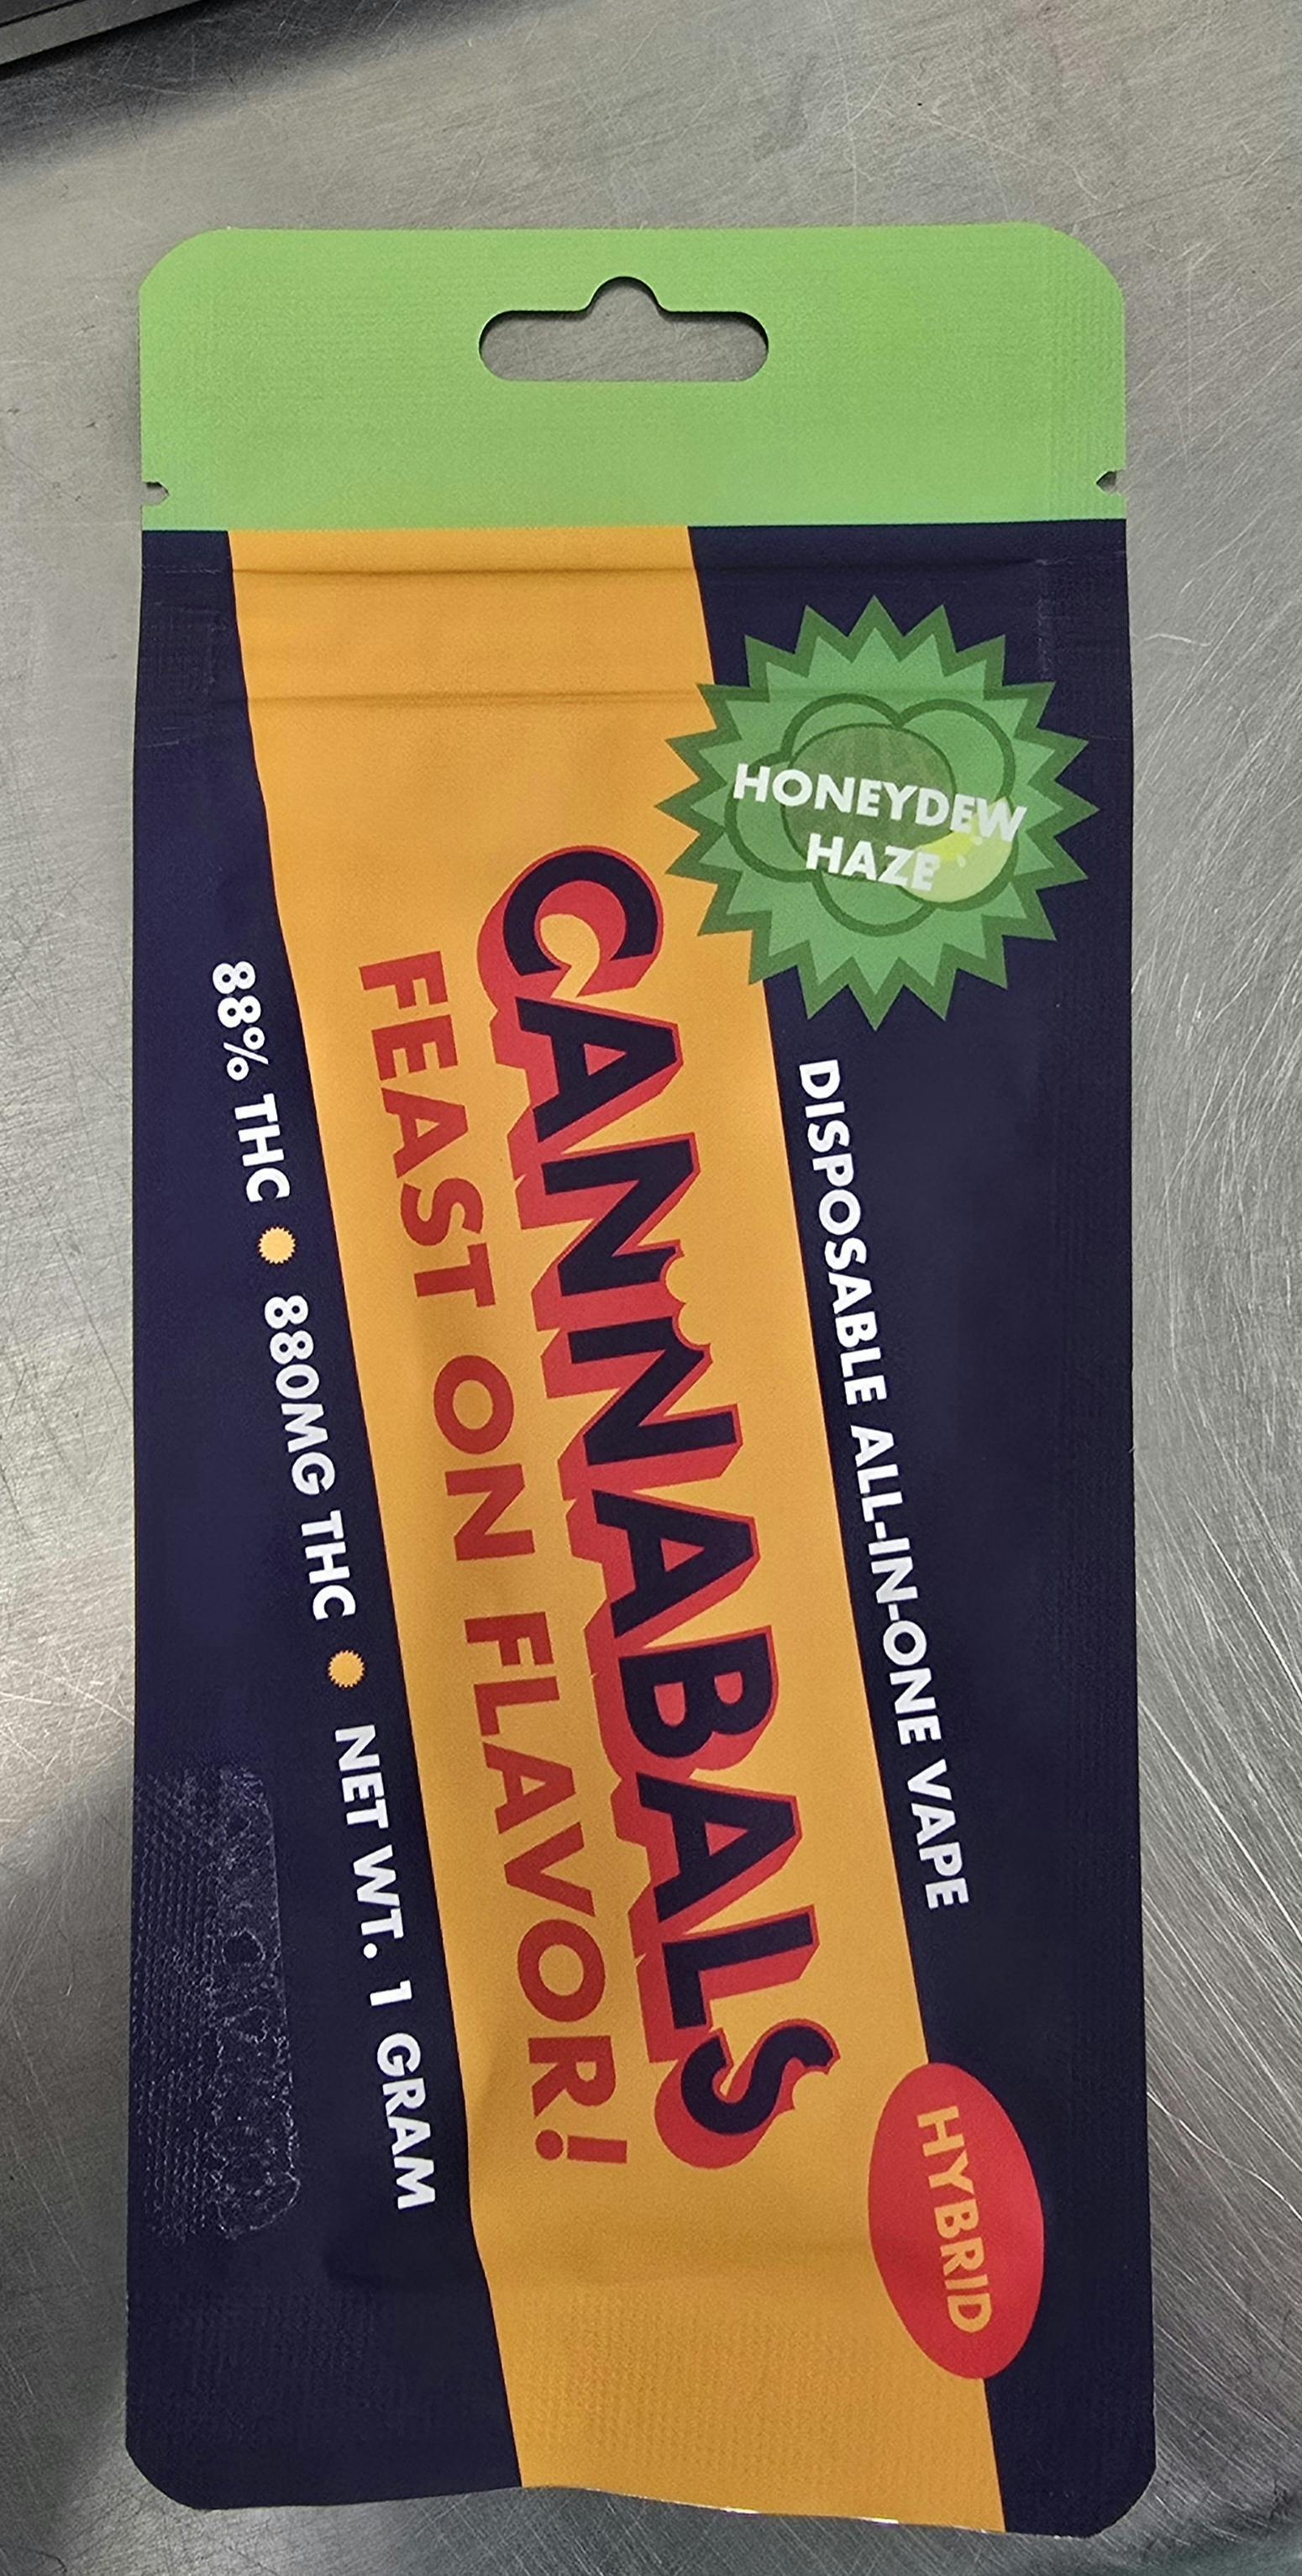 HONEYDEW
HAZE
DISPOSABLE ALL-IN-ONE VAPE
CANNABALS
FEAST ON FLAVOR!
88% THC • 880MG THC • NET WT. 1 GRAM
HYBRID